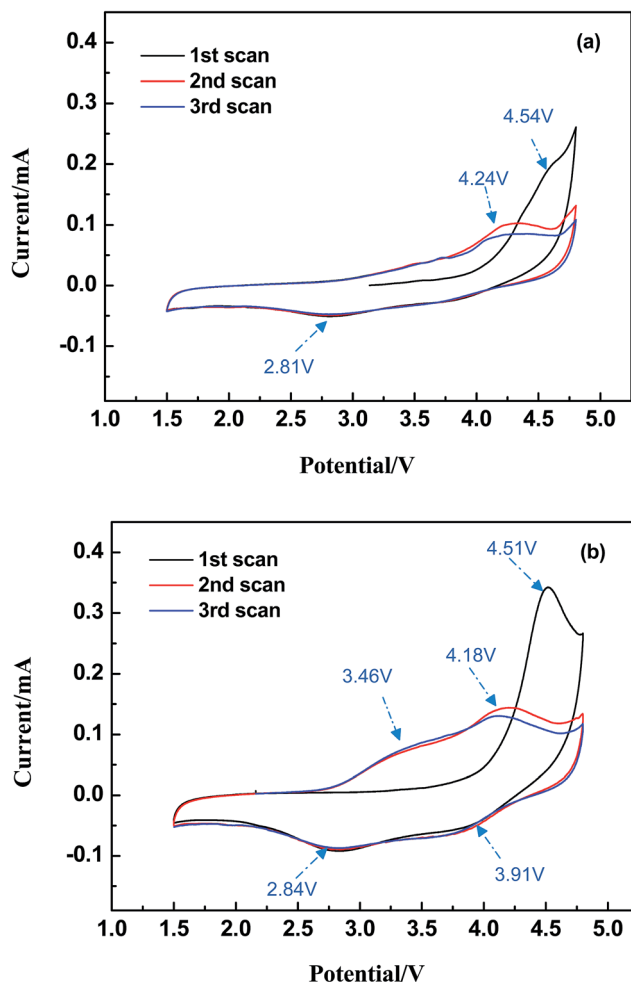 (a)
1st scan
2nd scan
3rd scan
4.54V
4.24V
2.81V
0.4
0.3
0.2
0.1
0.0
-0.1
Current/mA
1.0 1.5 2.0 2.5 3.0 3.5 4.0 4.5 5.0
Potential/V
(b)
1st scan
2nd scan
3rd scan
4.51V
4.18V
3.46V
2.84V
3.91V
0.4
0.3
0.2
0.1
0.0
-0.1
Current/mA
1.0 1.5 2.0 2.5 3.0 3.5 4.0 4.5 5.0
Potential/V